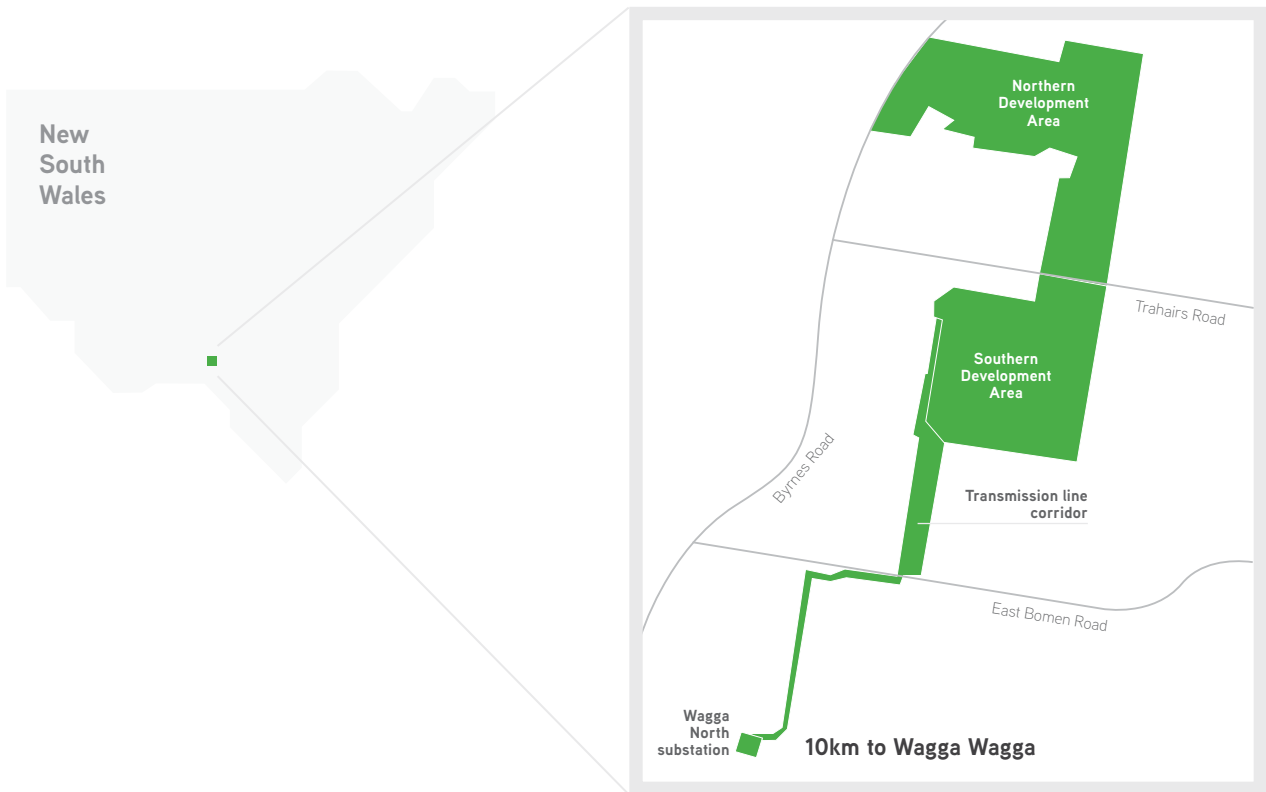 New
South
Wales
Northern
Development
Area
Trahairs Road
Southern
Development
Area
Byrnes Road
Transmission line
corridor
East Bomen Road
Wagga
North
substation
10km to Wagga Wagga